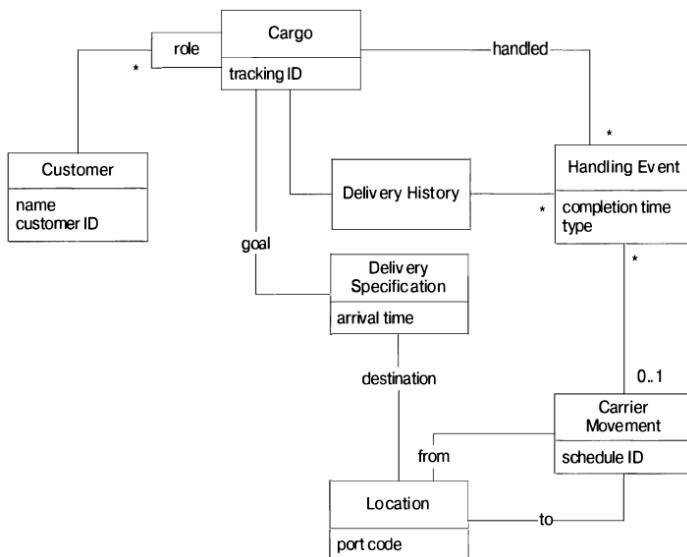 Cargo
role
handled
*
tracking ID
*
Customer
Handling Event
Delivery History
name
customer ID
*
completion time
type
goal
Delivery
Specification
*
arrival time
destination
0..1
Carrier
Movement
from
schedule ID
Location
to
port code